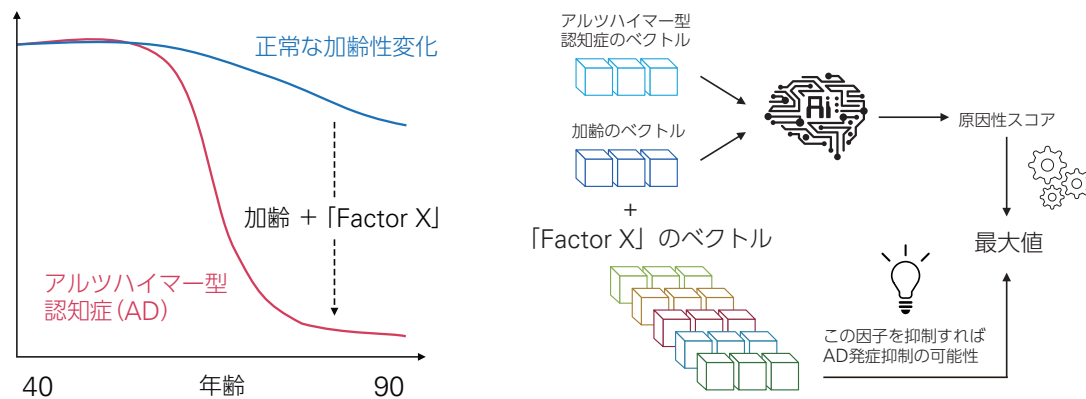 正常な加齢性変化
加齢 + 「Factor X」
アルツハイマー型
認知症(AD)
40
年齢
90
アルツハイマー型
認知症のベクトル
加齢のベクトル
+
「Factor X」のベクトル
Ai
原因性スコア
最大値
この因子を抑制すれば
AD発症抑制の可能性